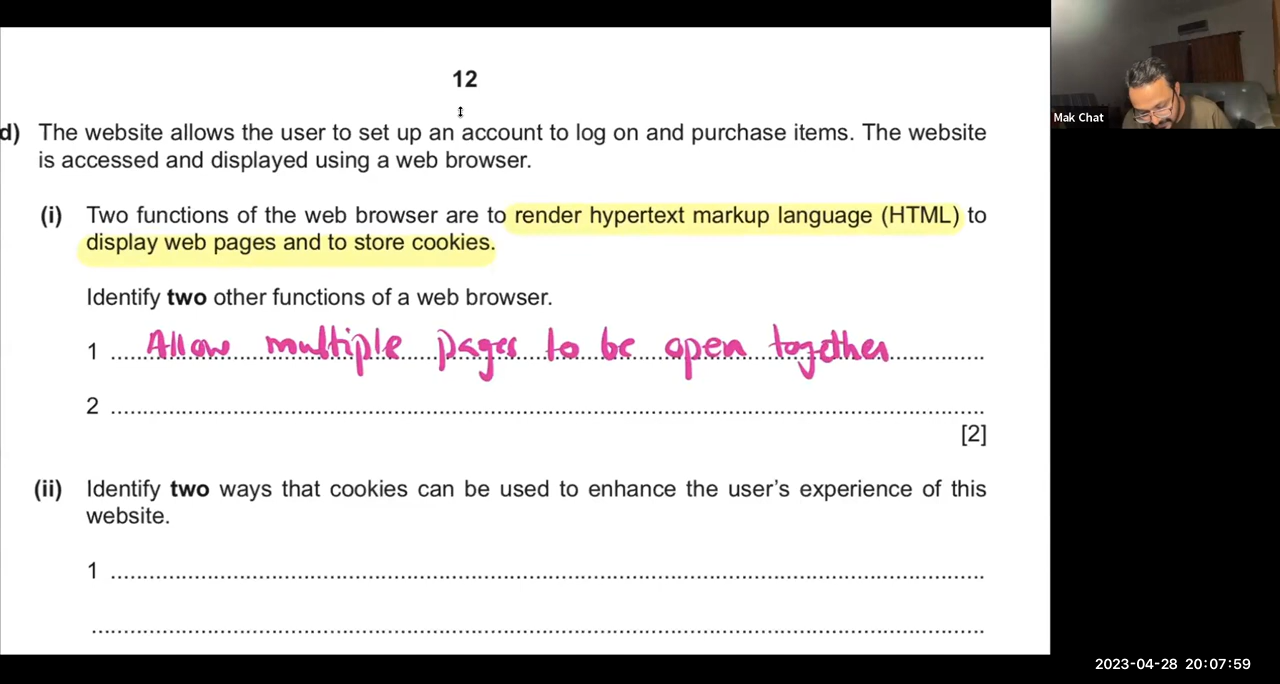 12
d) The website allows the user to set up an account to log on and purchase items. The website
is accessed and displayed using a web browser.
(i) Two functions of the web browser are to render hypertext markup language (HTML) to
display web pages and to store cookies.
Identify two other functions of a web browser.
1 Allow multiple pages to be open together
2
[2]
(ii) Identify two ways that cookies can be used to enhance the user's experience of this
website.
1
Mak Chat
2023-04-28 20:07:59